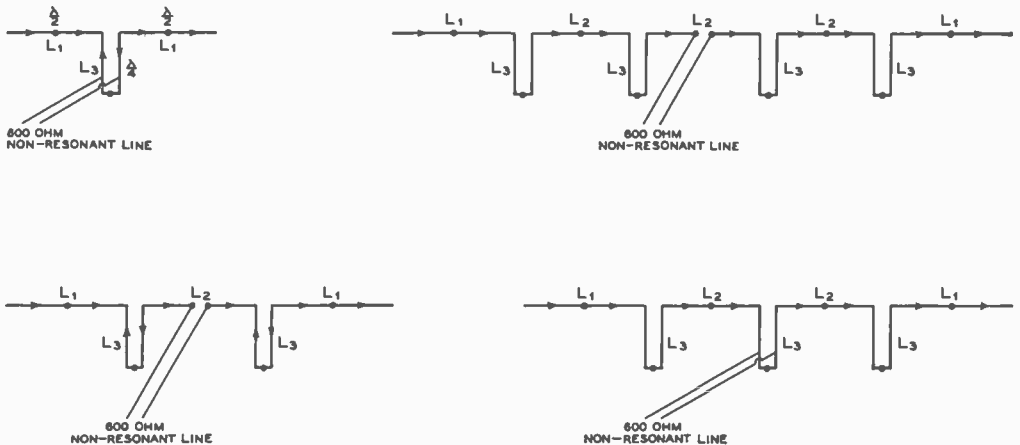 λ/2 λ/2
L1 L1
L3 λ/4
600 OHM
NON-RESONANT LINE
L1 L2 L2 L2 L1
L3 L3 L3 L3
600 OHM
NON-RESONANT LINE
L1 L2 L1
L3 L3
600 OHM
NON-RESONANT LINE
L1 L2 L2 L1
L3 L3 L3
600 OHM
NON-RESONANT LINE